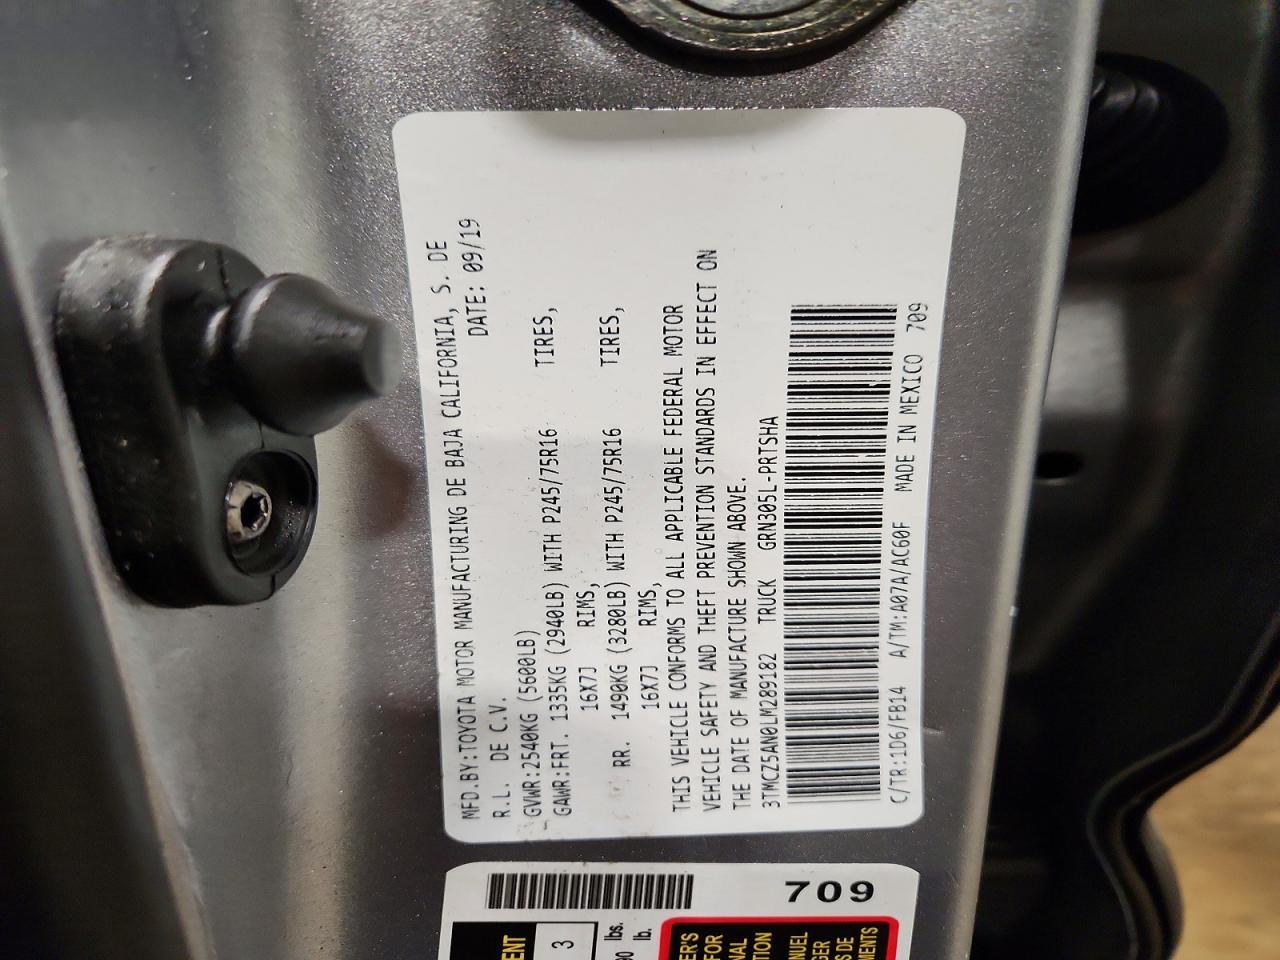 MFD.BY:TOYOTA MOTOR MANUFACTURING DE BAJA CALIFORNIA, S. DE
R.L. DE C.V. DATE: 09/19
GVWR:2540KG (5600LB)
GAWR:FRT. 1335KG (2940LB) WITH P245/75R16 TIRES,
16X7J RIMS,
RR. 1490KG (3280LB) WITH P245/75R16 TIRES,
16X7J RIMS,
THIS VEHICLE CONFORMS TO ALL APPLICABLE FEDERAL MOTOR
VEHICLE SAFETY AND THEFT PREVENTION STANDARDS IN EFFECT ON
THE DATE OF MANUFACTURE SHOWN ABOVE.
3TMCZ5AN0LM289182 TRUCK GRN305L-PRTSHA
C/TR:1D6/FB14 A/TM:A07A/AC60F MADE IN MEXICO 709
709
3
lbs.
lb.